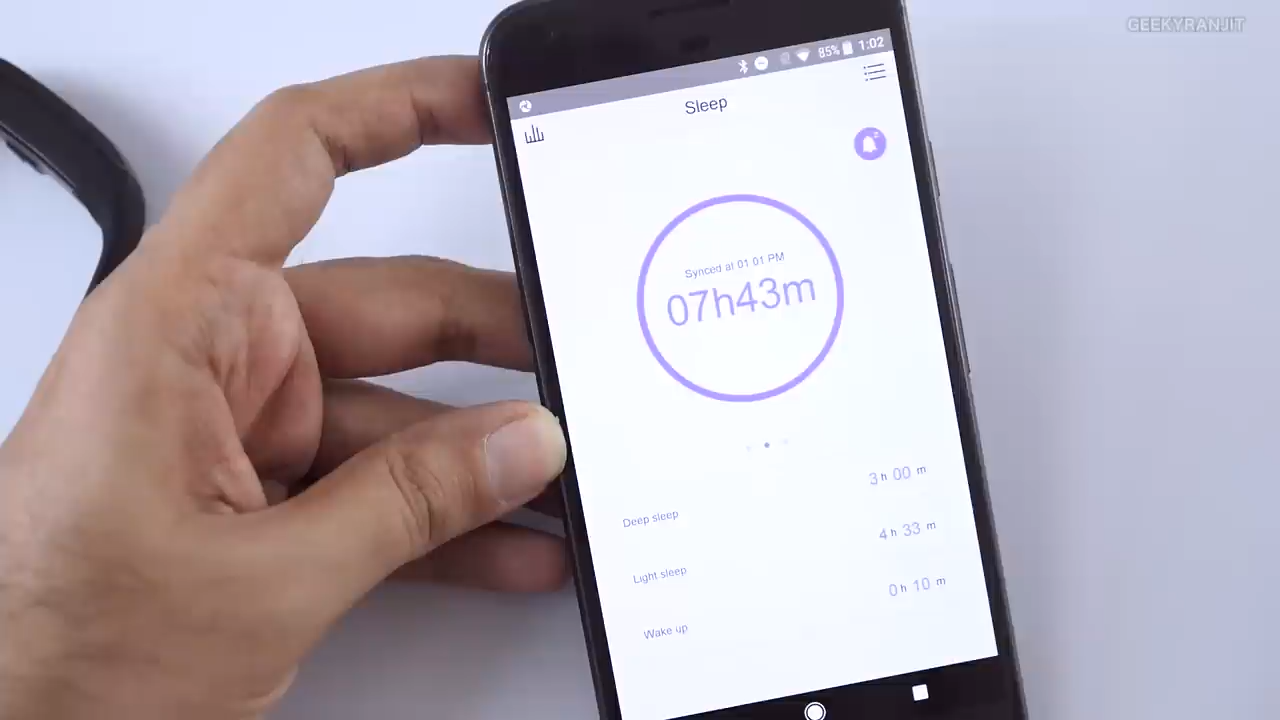 GEEKYRANJIT
85% 1:02
Sleep
Synced at 01 01 PM
07h43m
Deep sleep 3 h 00 m
Light sleep 4 h 33 m
Wake up 0 h 10 m